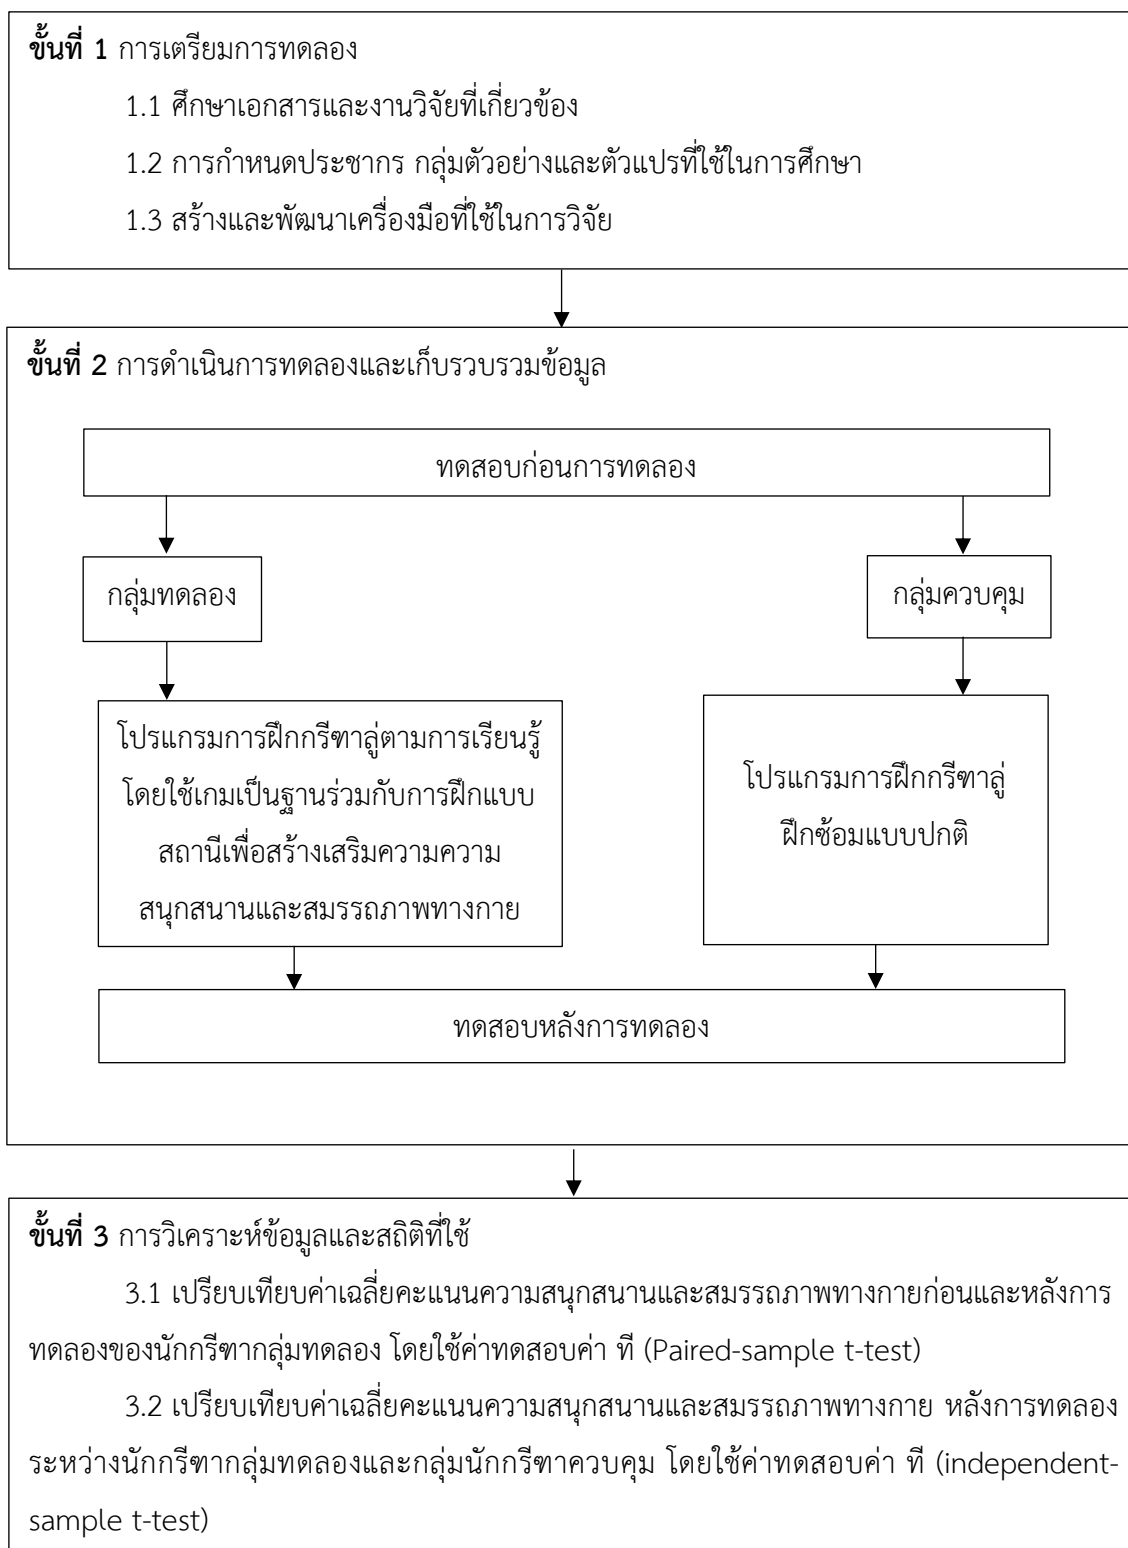 ขั้นที่ 1 การเตรียมการทดลอง
1.1 ศึกษาเอกสารและงานวิจัยที่เกี่ยวข้อง
1.2 การกำหนดประชากร กลุ่มตัวอย่างและตัวแปรที่ใช้ในการศึกษา
1.3 สร้างและพัฒนาเครื่องมือที่ใช้ในการวิจัย
ขั้นที่ 2 การดำเนินการทดลองและเก็บรวบรวมข้อมูล
ทดสอบก่อนการทดลอง
กลุ่มทดลอง
กลุ่มควบคุม
โปรแกรมการฝึกกรีฑาลู่ตามการเรียนรู้
โดยใช้เกมเป็นฐานร่วมกับการฝึกแบบ
สถานีเพื่อสร้างเสริมความความ
สนุกสนานและสมรรถภาพทางกาย
โปรแกรมการฝึกกรีฑาลู่
ฝึกซ้อมแบบปกติ
ทดสอบหลังการทดลอง
ขั้นที่ 3 การวิเคราะห์ข้อมูลและสถิติที่ใช้
3.1 เปรียบเทียบค่าเฉลี่ยคะแนนความสนุกสนานและสมรรถภาพทางกายก่อนและหลังการ
ทดลองของนักกรีฑากลุ่มทดลอง โดยใช้ค่าทดสอบค่า ที (Paired-sample t-test)
3.2 เปรียบเทียบค่าเฉลี่ยคะแนนความสนุกสนานและสมรรถภาพทางกาย หลังการทดลอง
ระหว่างนักกรีฑากลุ่มทดลองและกลุ่มนักกรีฑาควบคุม โดยใช้ค่าทดสอบค่า ที (independent-
sample t-test)